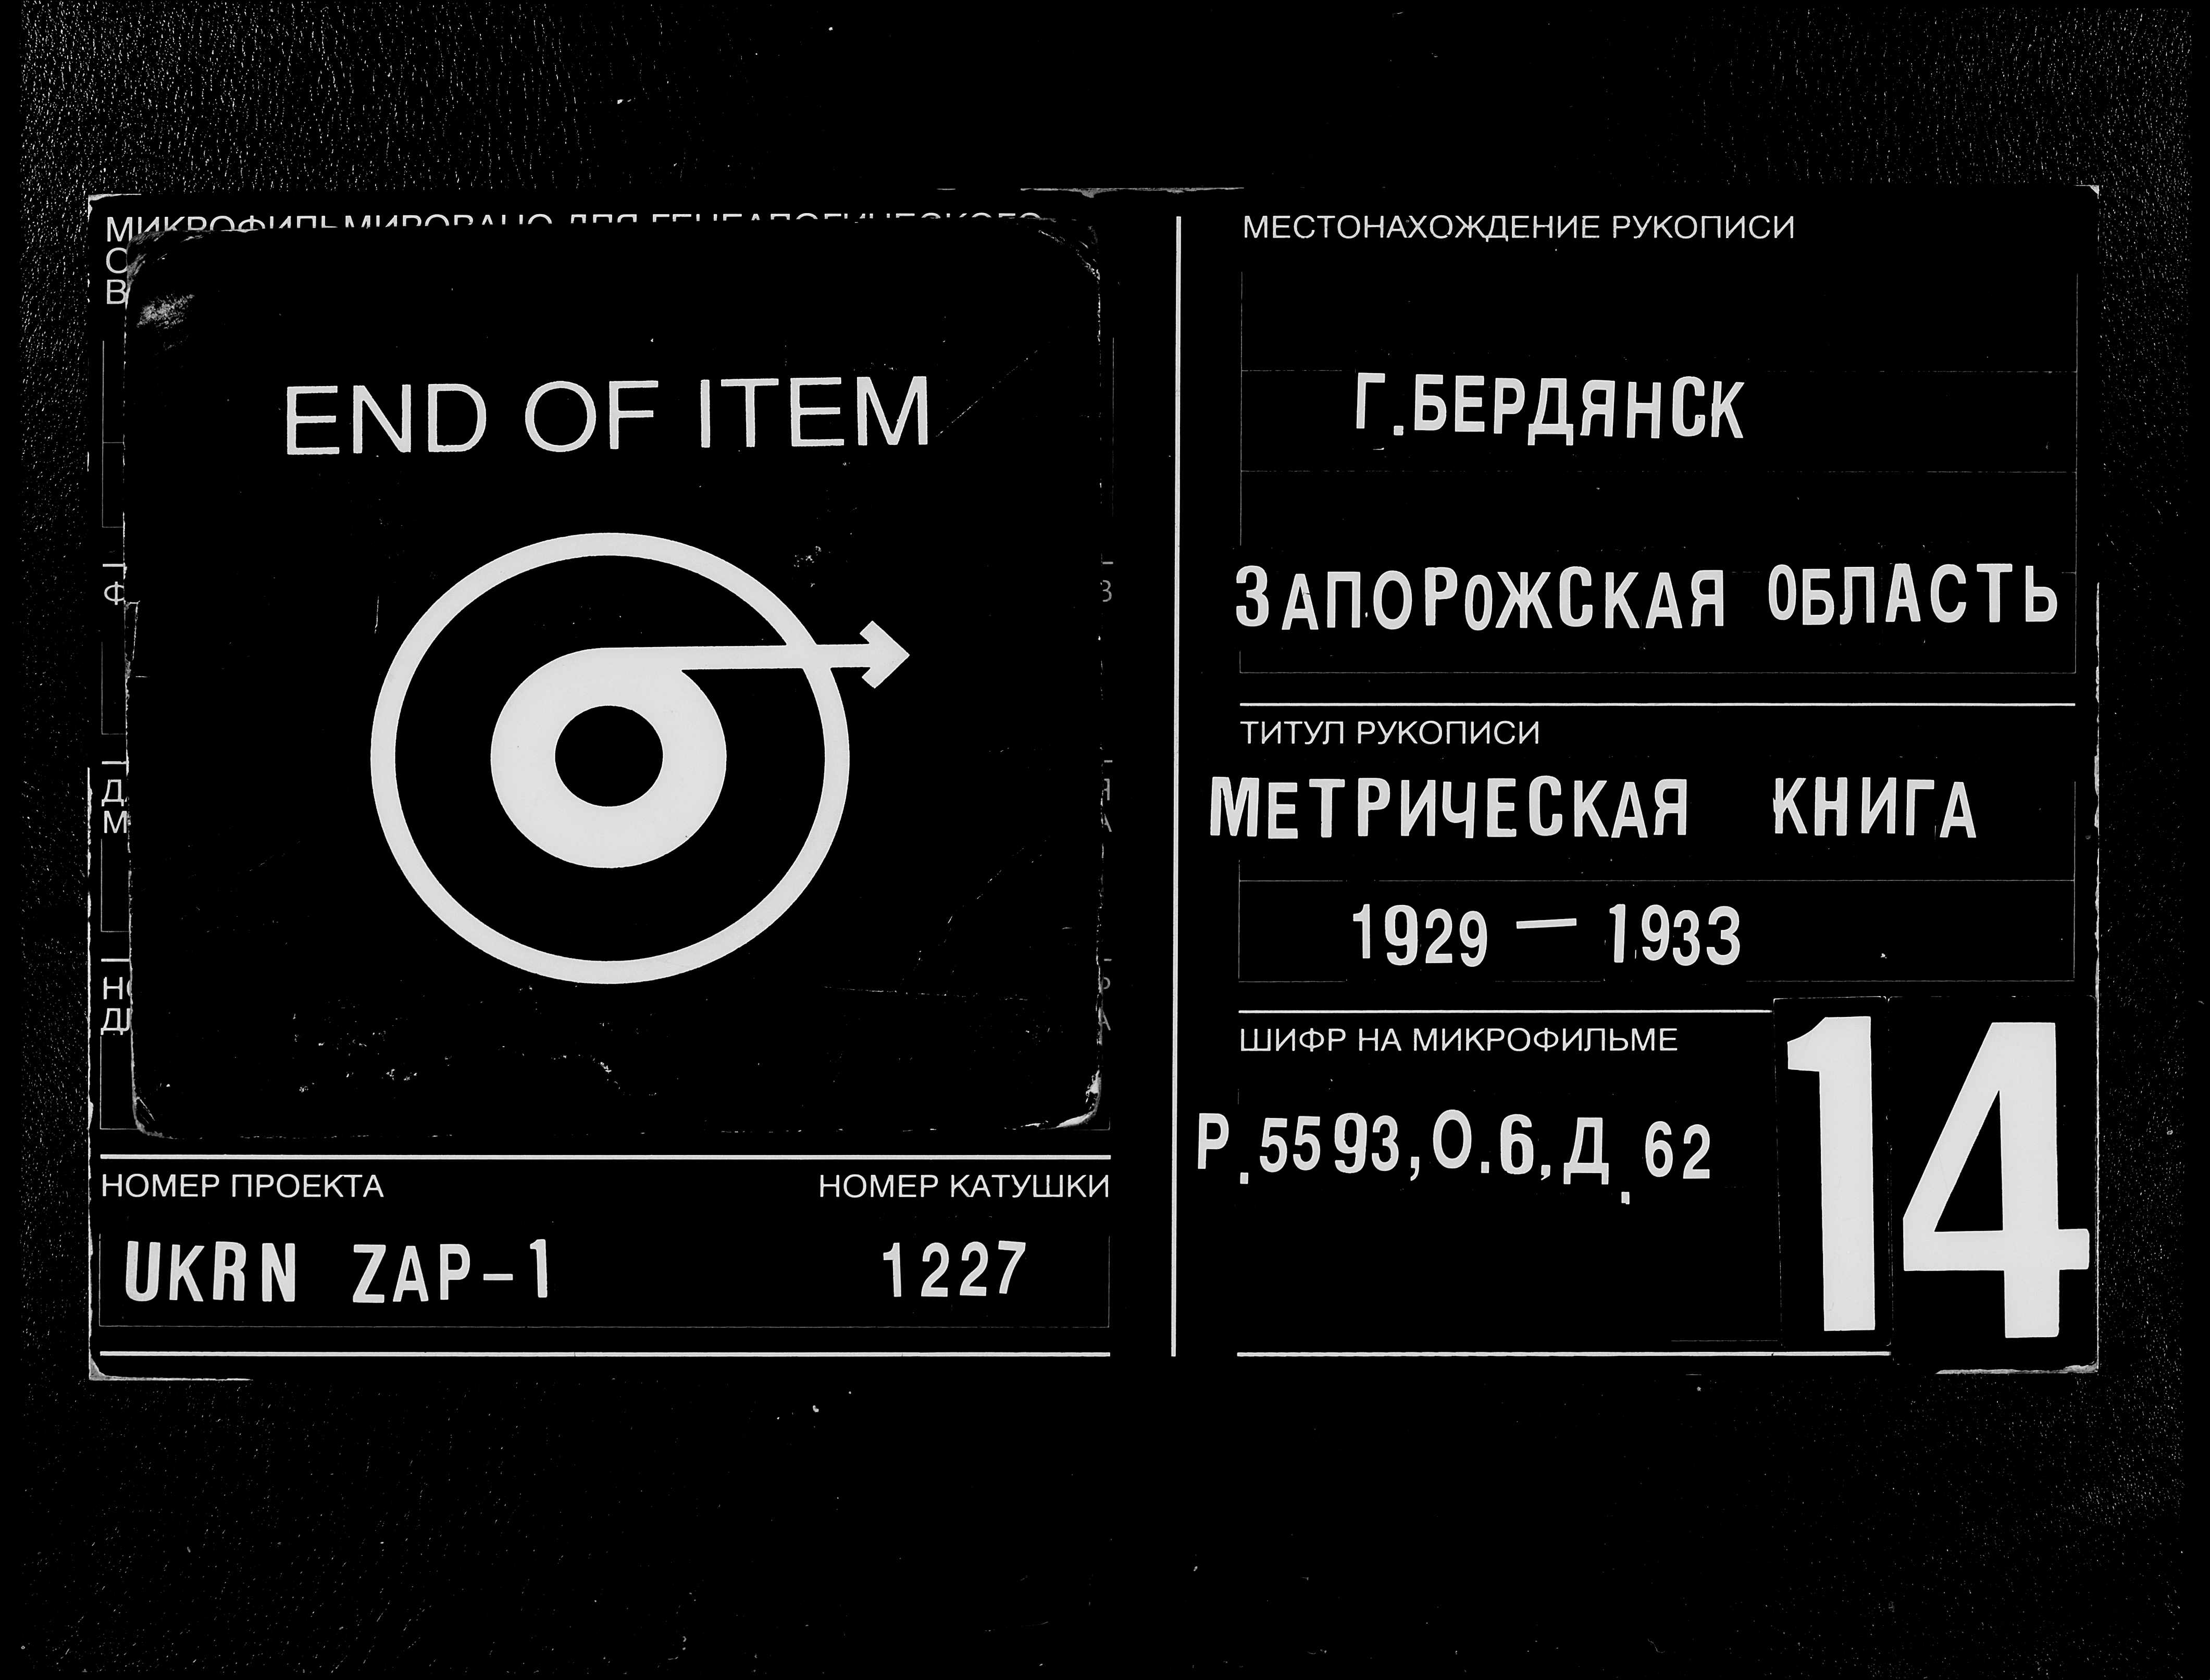 END OF ITEM
НОМЕР ПРОЕКТА НОМЕР КАТУШКИ
UKRN ZAP-1 1227
МЕСТОНАХОЖДЕНИЕ РУКОПИСИ
Г.БЕРДЯНСК
ЗАПОРОЖСКАЯ ОБЛАСТЬ
ТИТУЛ РУКОПИСИ
МЕТРИЧЕСКАЯ КНИГА
1929 — 1933
ШИФР НА МИКРОФИЛЬМЕ
Р.5593,О.6,Д.62
14